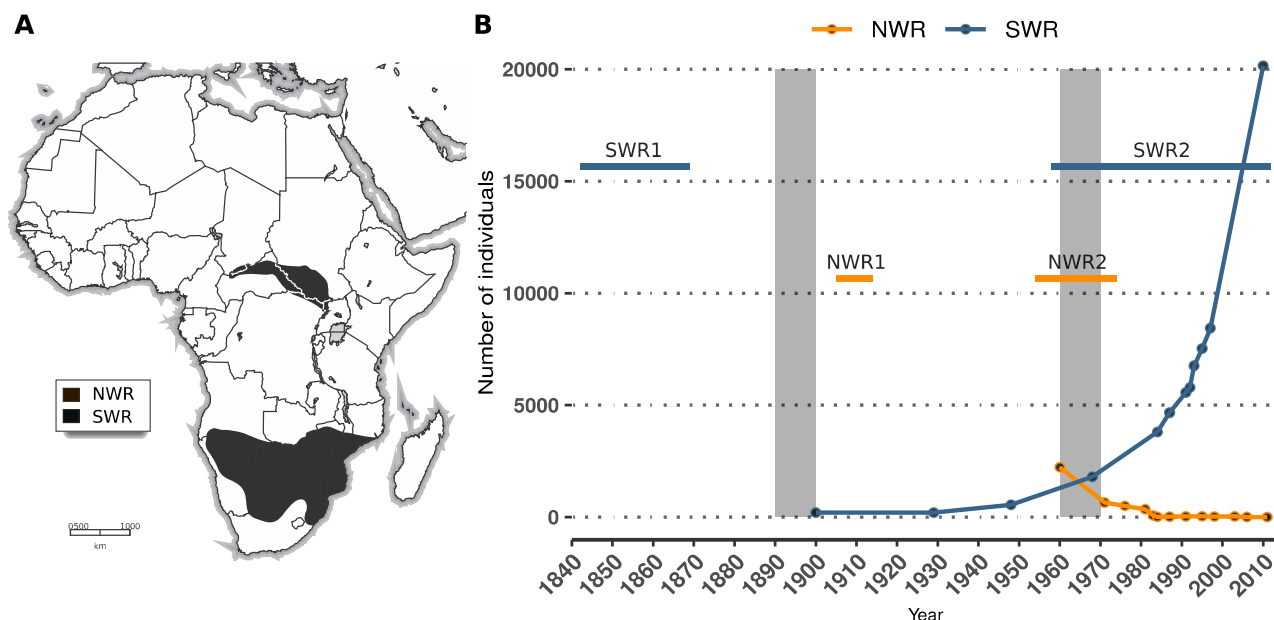 A
NWR
SWR
0500 1000
km
B
NWR SWR
Number of individuals
20000
15000
10000
5000
0
SWR1
SWR2
NWR1
NWR2
1840 1850 1860 1870 1880 1890 1900 1910 1920 1930 1940 1950 1960 1970 1980 1990 2000 2010
Year